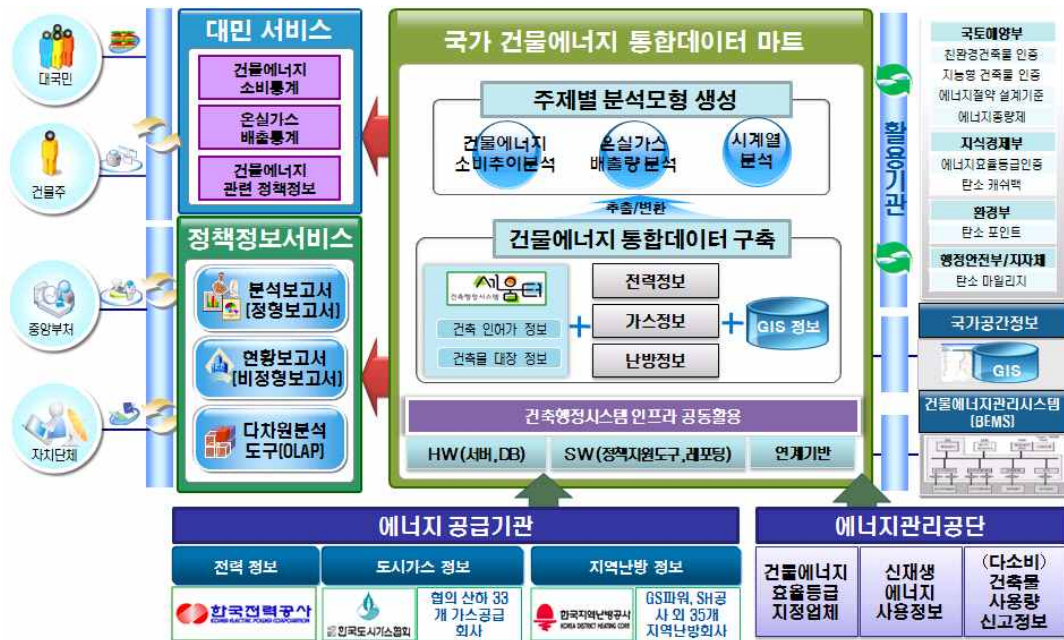 대국민
건물주
중앙부처
자치단체
대민 서비스
건물에너지
소비통계
온실가스
배출통계
건물에너지
관련 정책정보
정책정보서비스
분석보고서
[정형보고서]
현황보고서
[비정형보고서]
다차원분석
도구(OLAP)
국가 건물에너지 통합데이터 마트
주제별 분석모형 생성
건물에너지
소비추이분석
온실가스
배출량 분석
시계열
분석
추출/변환
건물에너지 통합데이터 구축
세움터
건축행정시스템
건축 인허가 정보
건축물 대장 정보
+
전력정보
가스정보
난방정보
+
GIS 정보
건축행정시스템 인프라 공동활용
HW(서버,DB)
SW(정책지원도구,레포팅)
연계기반
활용기관
국토해양부
친환경건축물 인증
지능형 건축물 인증
에너지절약 설계기준
에너지총량제
지식경제부
에너지효율등급인증
탄소 캐쉬백
환경부
탄소 포인트
행정안전부/지자체
탄소 마일리지
국가공간정보
GIS
건물에너지관리시스템
[BEMS]
에너지 공급기관
전력 정보
한국전력공사
KOREA ELECTRIC POWER CORPORATION
도시가스 정보
한국도시가스협회
협의 산하 33
개 가스공급
회사
지역난방 정보
한국지역난방공사
KOREA DISTRICT HEATING CORP.
GS파워, SH공
사 외 35개
지역난방회사
에너지관리공단
건물에너지
효율등급
지정업체
신재생
에너지
사용정보
(다소비)
건축물
사용량
신고정보